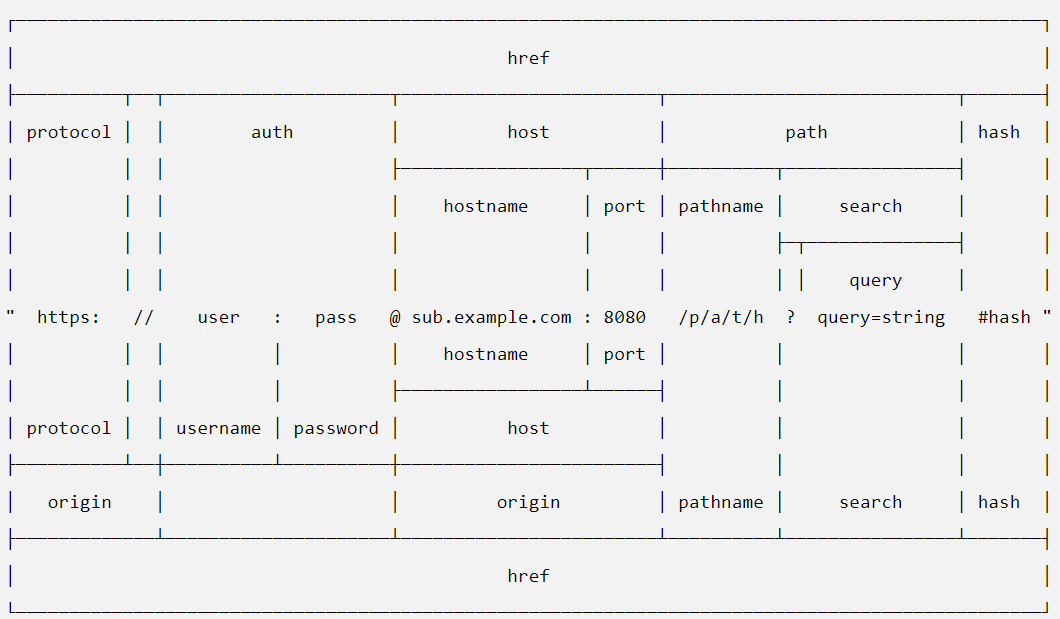 href
protocol auth host path hash
hostname port pathname search
query
" https: // user : pass @ sub.example.com : 8080 /p/a/t/h ? query=string #hash "
hostname port
protocol username password host
origin origin pathname search hash
href